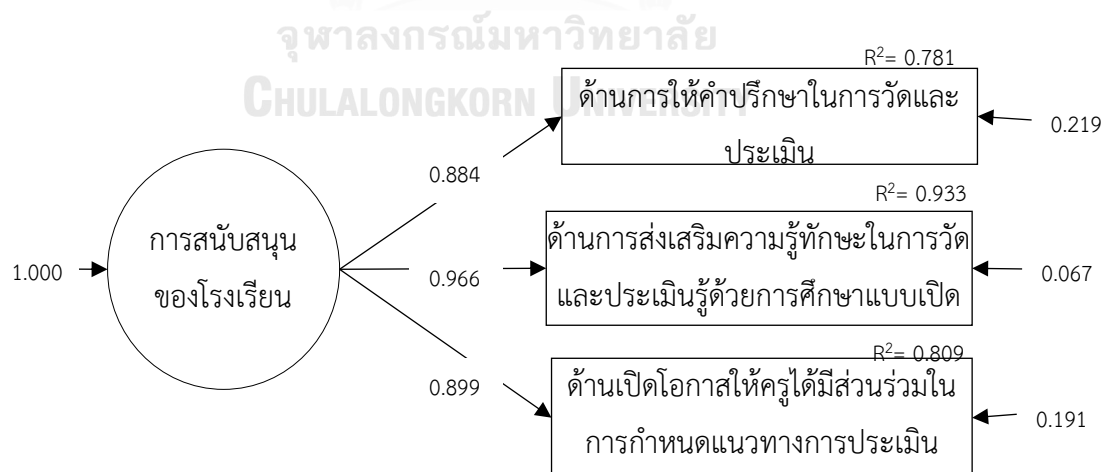 จุฬาลงกรณ์มหาวิทยาลัย
CHULALONGKORN UNIVERSITY
R²= 0.781
ด้านการให้คำปรึกษาในการวัดและ
ประเมิน
0.219
0.884
R²= 0.933
การสนับสนุน
ของโรงเรียน
1.000
ด้านการส่งเสริมความรู้ทักษะในการวัด
และประเมินรู้ด้วยการศึกษาแบบเปิด
0.966
0.067
R²= 0.809
0.899
ด้านเปิดโอกาสให้ครูได้มีส่วนร่วมใน
การกำหนดแนวทางการประเมิน
0.191